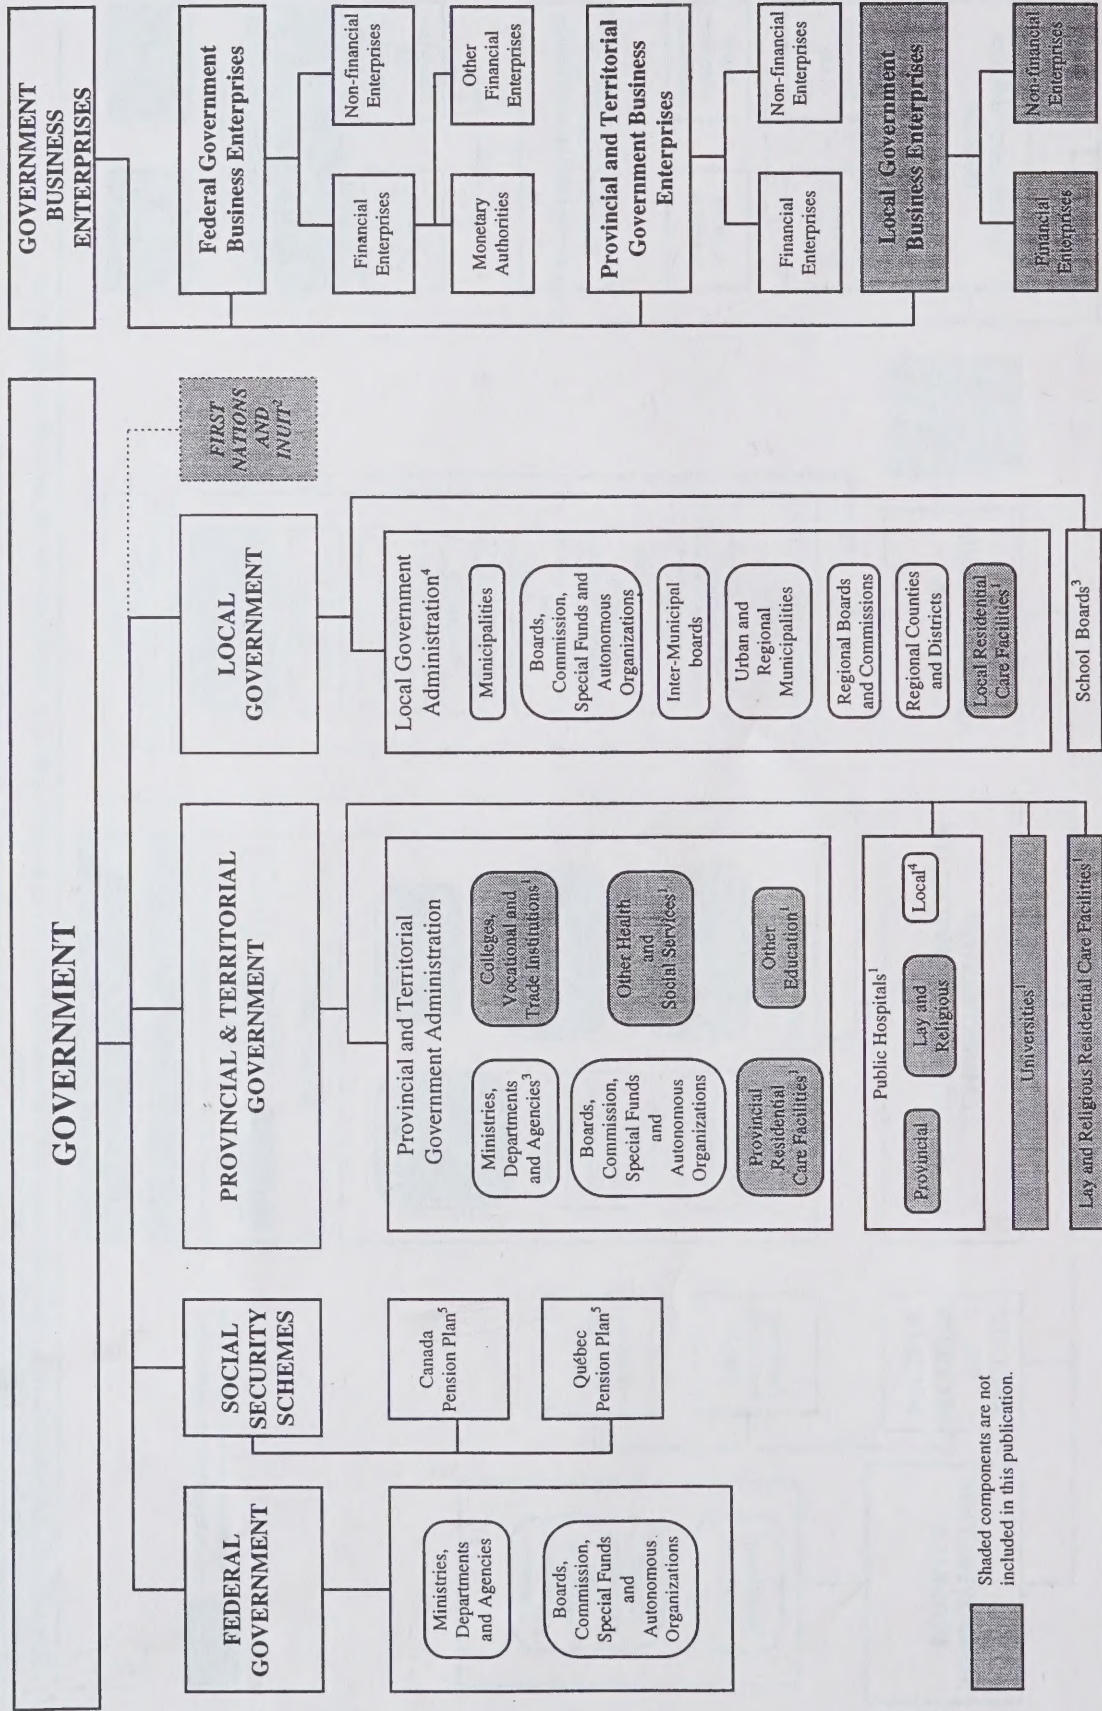 GOVERNMENT
FEDERAL
GOVERNMENT
Ministries,
Departments
and Agencies
Boards,
Commission,
Special Funds
and
Autonomous
Organizations
SOCIAL
SECURITY
SCHEMES
Canada
Pension Plan⁵
Québec
Pension Plan⁵
PROVINCIAL & TERRITORIAL
GOVERNMENT
Provincial and Territorial
Government Administration
Ministries,
Departments
and Agencies³
Boards,
Commission,
Special Funds
and
Autonomous
Organizations
Provincial
Residential
Care Facilities¹
Colleges,
Vocational and
Trade Institutions¹
Other Health
and
Social Services¹
Other
Education¹
Public Hospitals¹
Provincial
Lay and
Religious
Local⁴
Universities¹
Lay and Religious Residential Care Facilities¹
LOCAL
GOVERNMENT
Local Government
Administration⁴
Municipalities
Boards,
Commission,
Special Funds and
Autonomous
Organizations
Inter-Municipal
boards
Urban and
Regional
Municipalities
Regional Boards
and Commissions
Regional Counties
and Districts
Local Residential
Care Facilities¹
School Boards³
FIRST
NATIONS
AND
INUIT²
GOVERNMENT
BUSINESS
ENTERPRISES
Federal Government
Business Enterprises
Financial
Enterprises
Non-financial
Enterprises
Monetary
Authorities
Other
Financial
Enterprises
Provincial and Territorial
Government Business
Enterprises
Financial
Enterprises
Non-financial
Enterprises
Local Government
Business Enterprises
Financial
Enterprises
Non-financial
Enterprises
Shaded components are not
included in this publication.